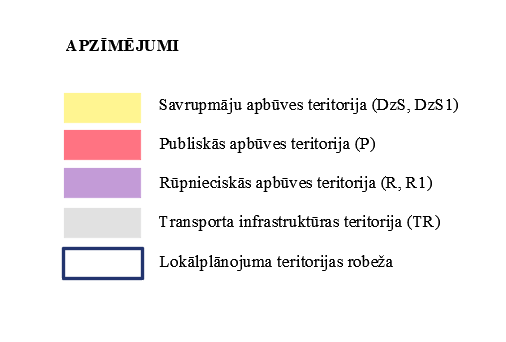 APZĪMĒJUMI
Savrupmāju apbūves teritorija (DzS, DzS1)
Publiskās apbūves teritorija (P)
Rūpnieciskās apbūves teritorija (R, R1)
Transporta infrastruktūras teritorija (TR)
Lokālplānojuma teritorijas robeža